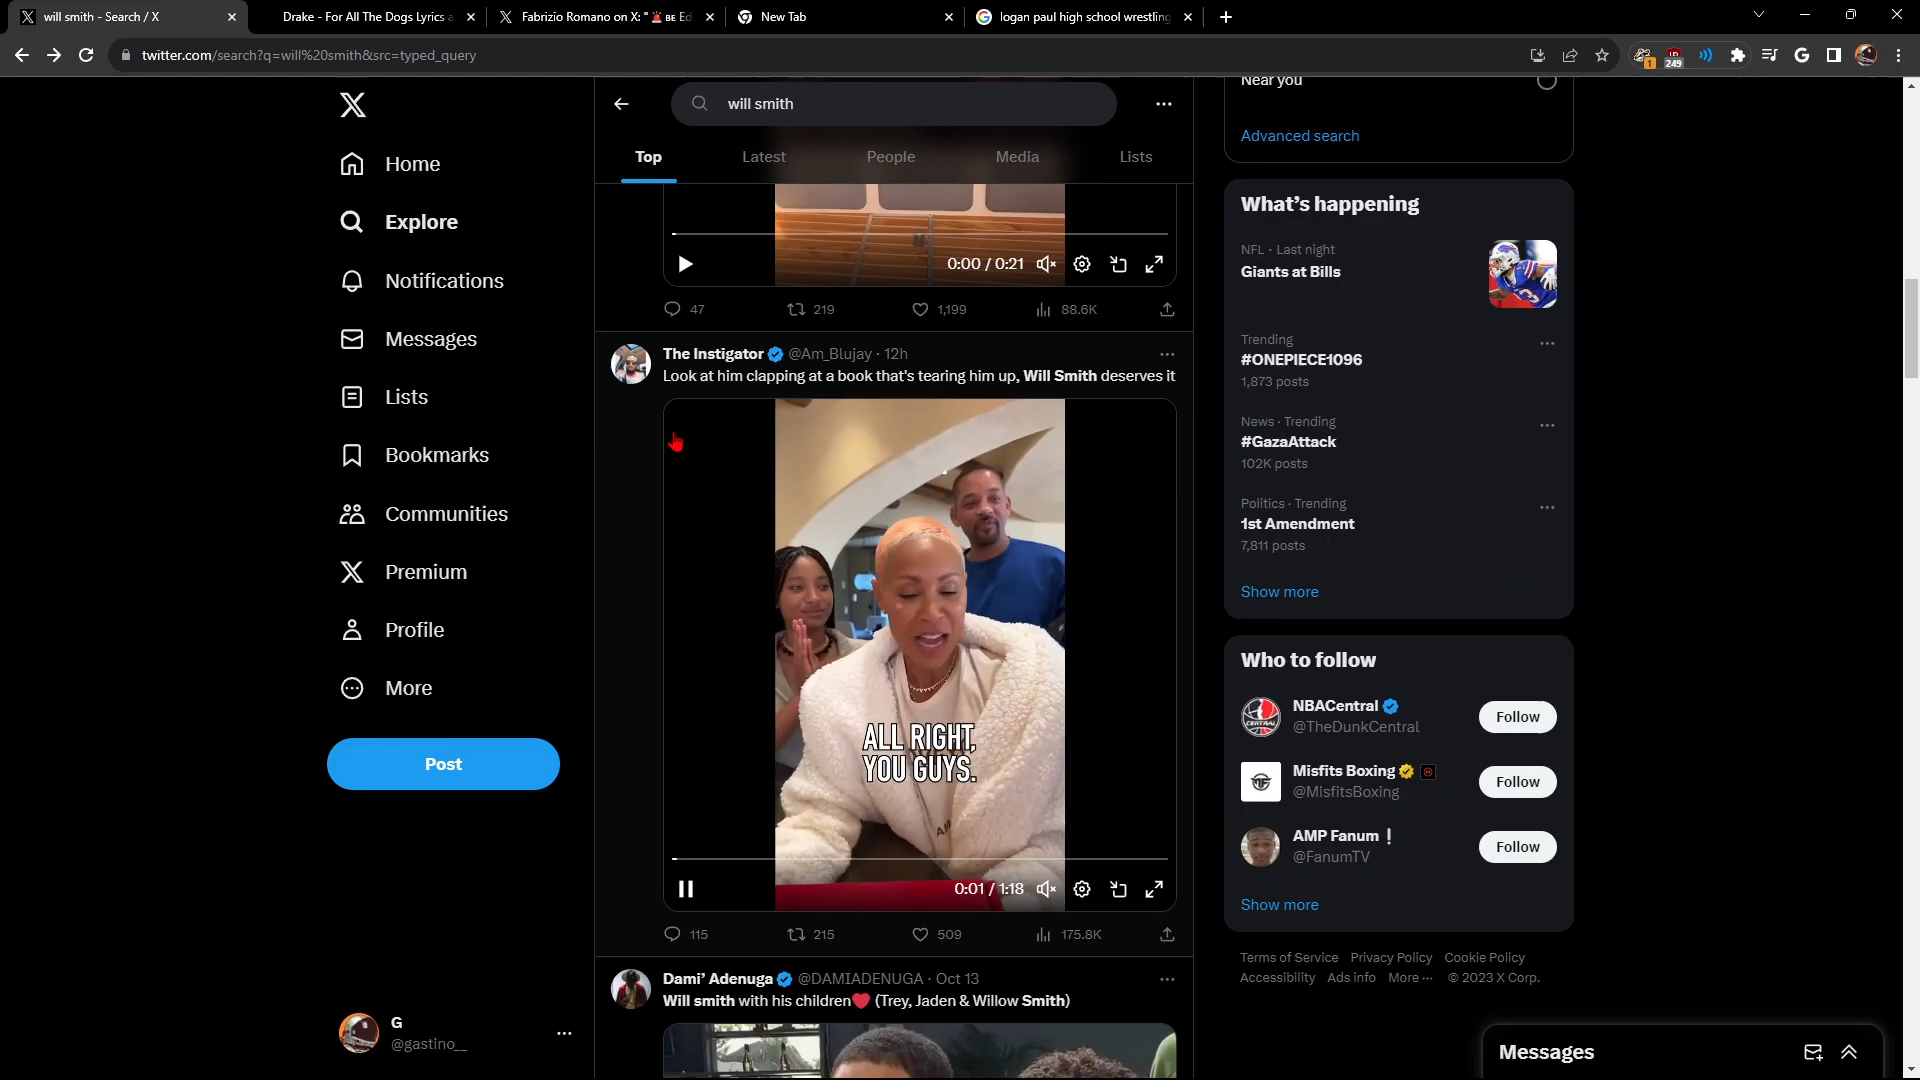 will smith - Search / X
Drake - For All The Dogs Lyrics a
Fabrizio Romano on X: "🚨 BE Ed
New Tab
logan paul high school wrestling
twitter.com/search?q=will%20smith&src=typed_query
1
249
Home
Explore
Notifications
Messages
Lists
Bookmarks
Communities
Premium
Profile
More
Post
G
@gastino__
will smith
Top
Latest
People
Media
Lists
0:00 / 0:21
47
219
1,199
88.6K
The Instigator @Am_Blujay · 12h
Look at him clapping at a book that's tearing him up, Will Smith deserves it
ALL RIGHT,
YOU GUYS.
0:01 / 1:18
115
215
509
175.8K
Dami' Adenuga @DAMIADENUGA · Oct 13
Will smith with his children❤️ (Trey, Jaden & Willow Smith)
Near you
Advanced search
What's happening
NFL · Last night
Giants at Bills
Trending
#ONEPIECE1096
1,873 posts
News · Trending
#GazaAttack
102K posts
Politics · Trending
1st Amendment
7,811 posts
Show more
Who to follow
NBACentral
@TheDunkCentral
Follow
Misfits Boxing
@MisfitsBoxing
Follow
AMP Fanum❕
@FanumTV
Follow
Show more
Terms of Service Privacy Policy Cookie Policy
Accessibility Ads info More ··· © 2023 X Corp.
Messages